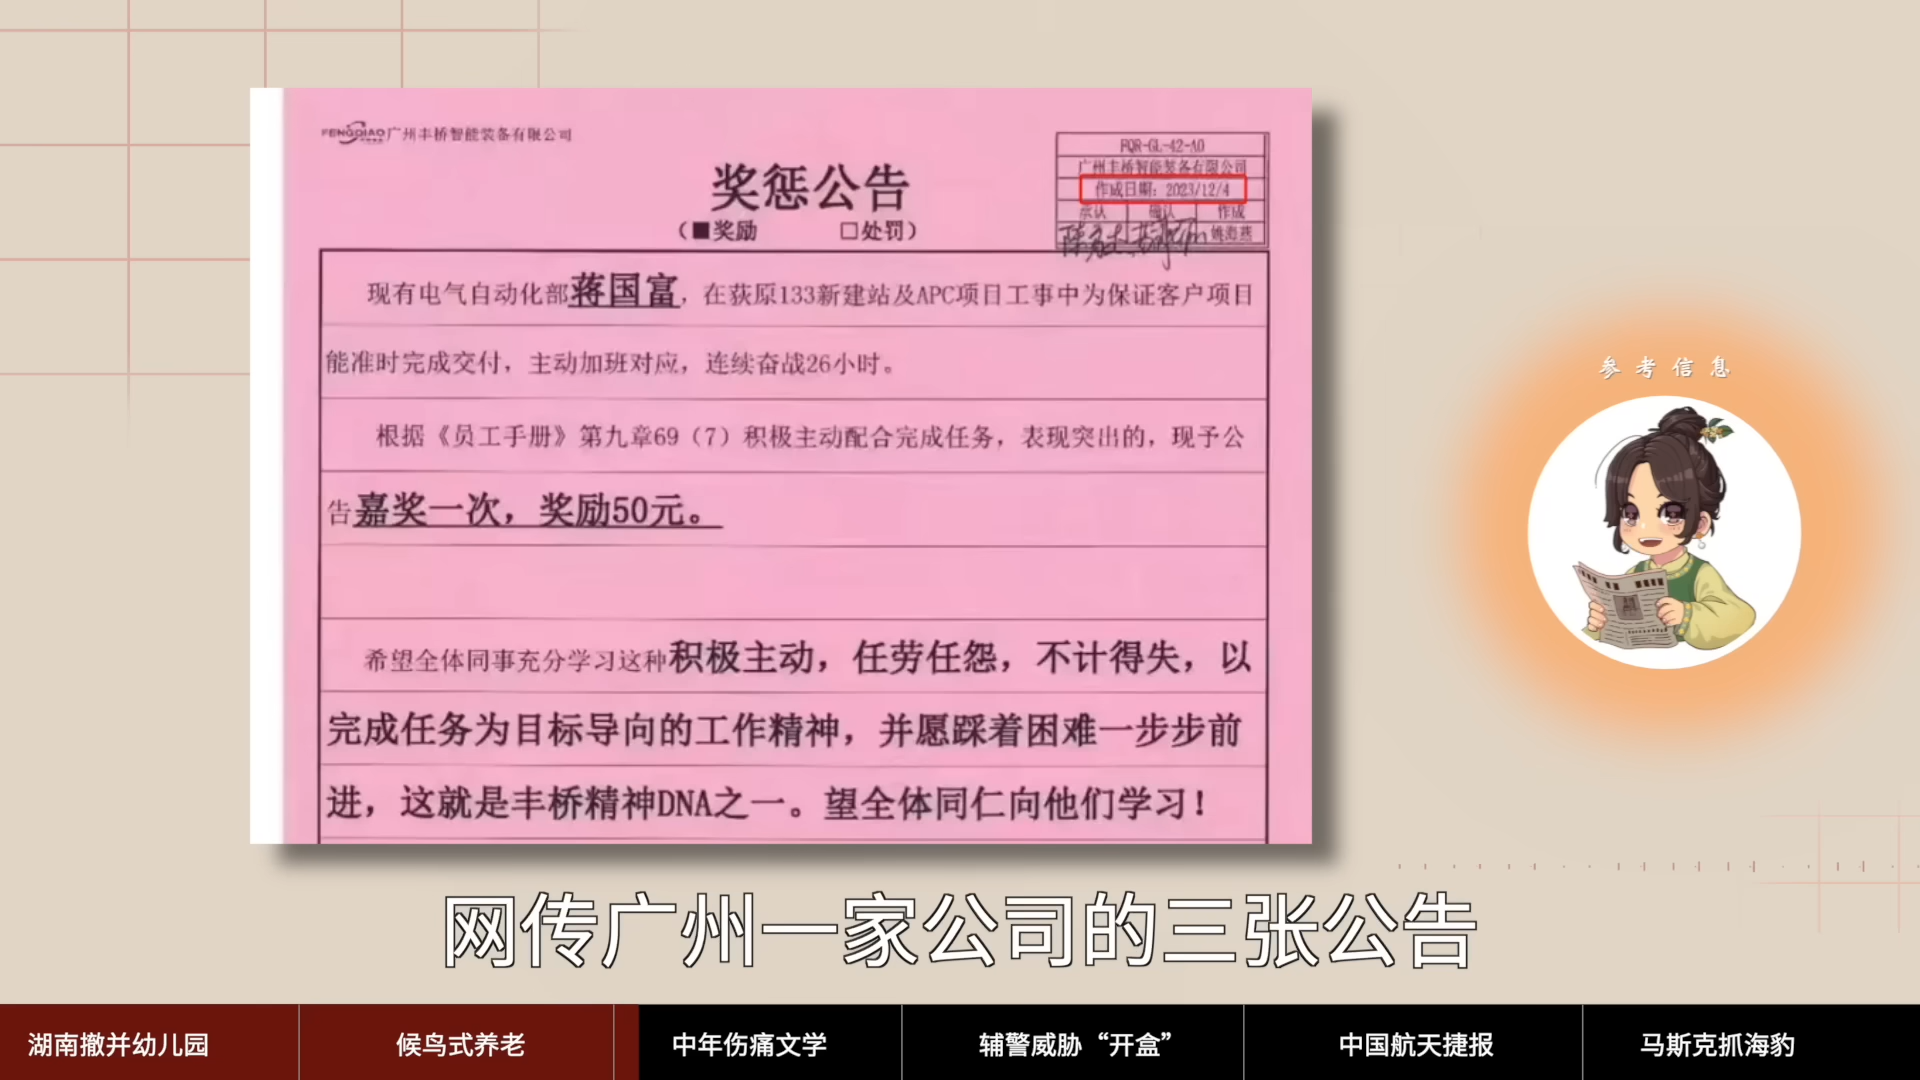 FENGQIAO 广州丰桥智能装备有限公司
FQR-GL-42-A0
广州丰桥智能装备有限公司
作成日期：2023/12/4
承认 确认 作成
姚海燕
奖惩公告
（■奖励 □处罚）
现有电气自动化部蒋国富，在荻原133新建站及APC项目工事中为保证客户项目
能准时完成交付，主动加班对应，连续奋战26小时。
根据《员工手册》第九章69（7）积极主动配合完成任务，表现突出的，现予公
告嘉奖一次，奖励50元。
希望全体同事充分学习这种积极主动，任劳任怨，不计得失，以
完成任务为目标导向的工作精神，并愿踩着困难一步步前
进，这就是丰桥精神DNA之一。望全体同仁向他们学习！
参考信息
网传广州一家公司的三张公告
湖南撤并幼儿园
候鸟式养老
中年伤痛文学
辅警威胁“开盒”
中国航天捷报
马斯克抓海豹